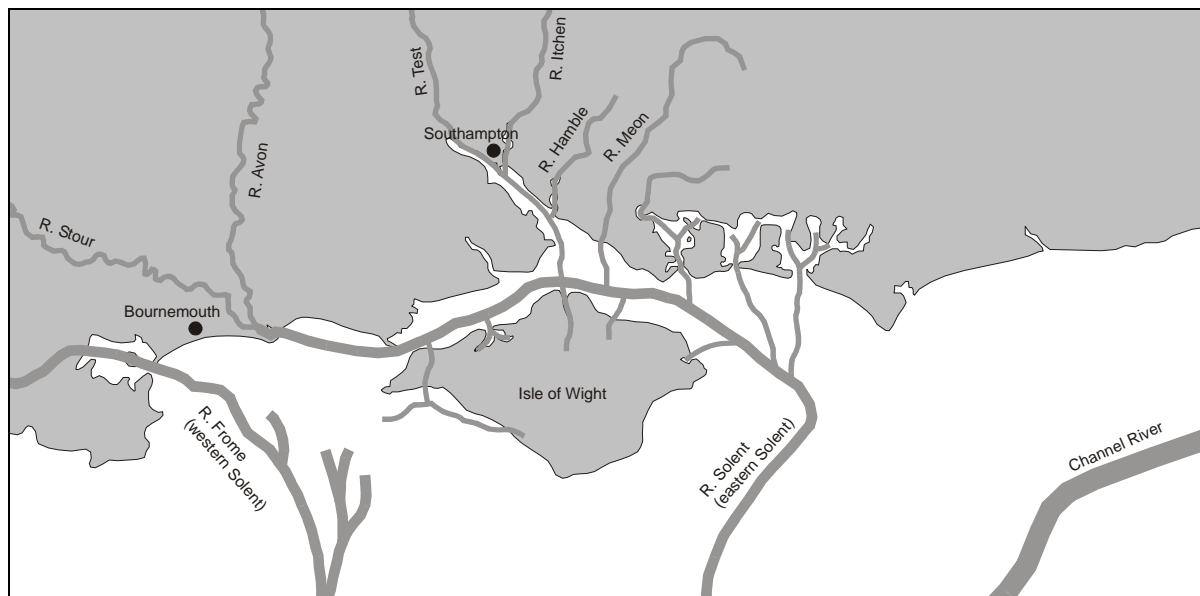 R. Test
R. Itchen
Southampton
R. Hamble
R. Meon
R. Avon
R. Stour
Bournemouth
Isle of Wight
R. Frome
(western Solent)
R. Solent
(eastern Solent)
Channel River